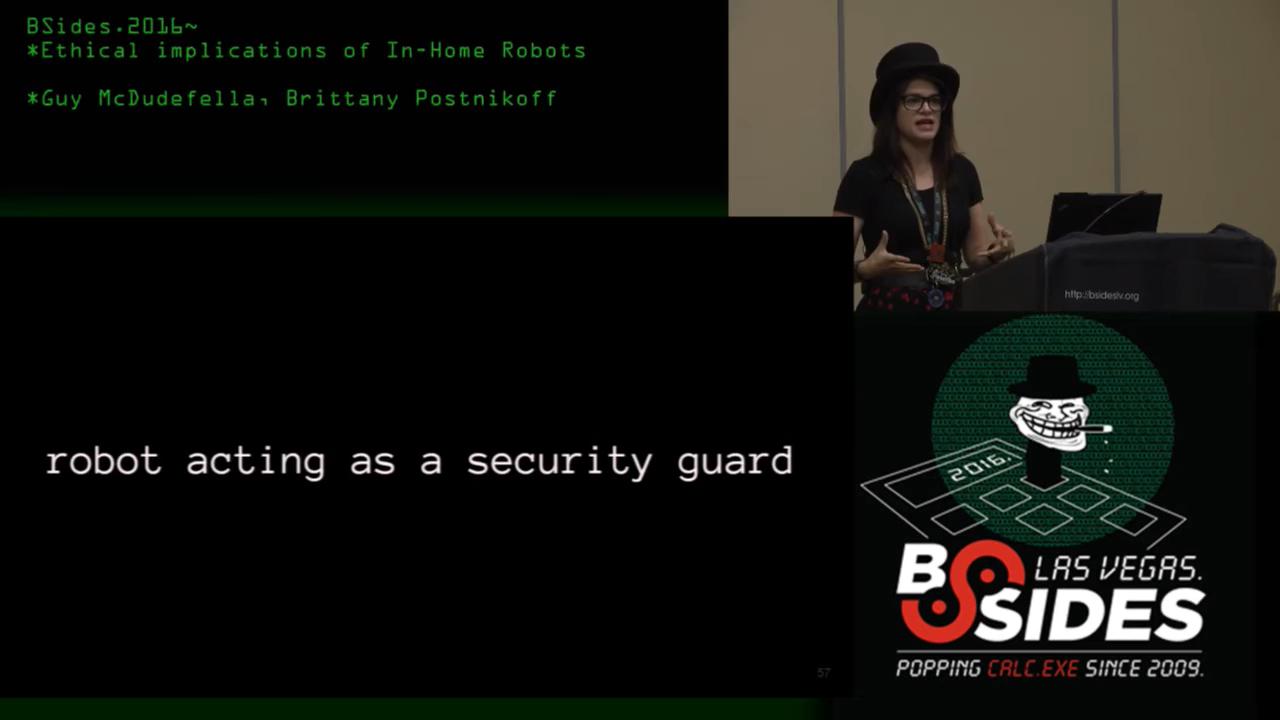 BSides.2016~
*Ethical implications of In-Home Robots
*Guy McDudefella, Brittany Postnikoff
http://bsideslv.org
robot acting as a security guard
57
2016.
BSIDES
LAS VEGAS.
POPPING CALC.EXE SINCE 2009.